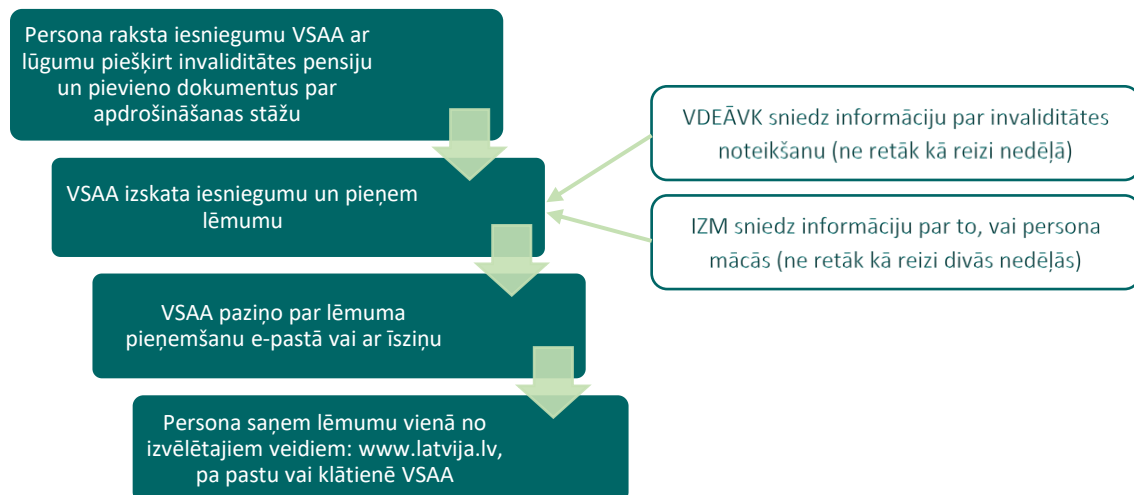 Persona raksta iesniegumu VSAA ar
lūgumu piešķirt invaliditātes pensiju
un pievieno dokumentus par
apdrošināšanas stāžu
VDEĀVK sniedz informāciju par invaliditātes
noteikšanu (ne retāk kā reizi nedēļā)
VSAA izskata iesniegumu un pieņem
lēmumu
IZM sniedz informāciju par to, vai persona
mācās (ne retāk kā reizi divās nedēļās)
VSAA paziņo par lēmuma
pieņemšanu e-pastā vai ar īsziņu
Persona saņem lēmumu vienā no
izvēlētajiem veidiem: www.latvija.lv,
pa pastu vai klātienē VSAA